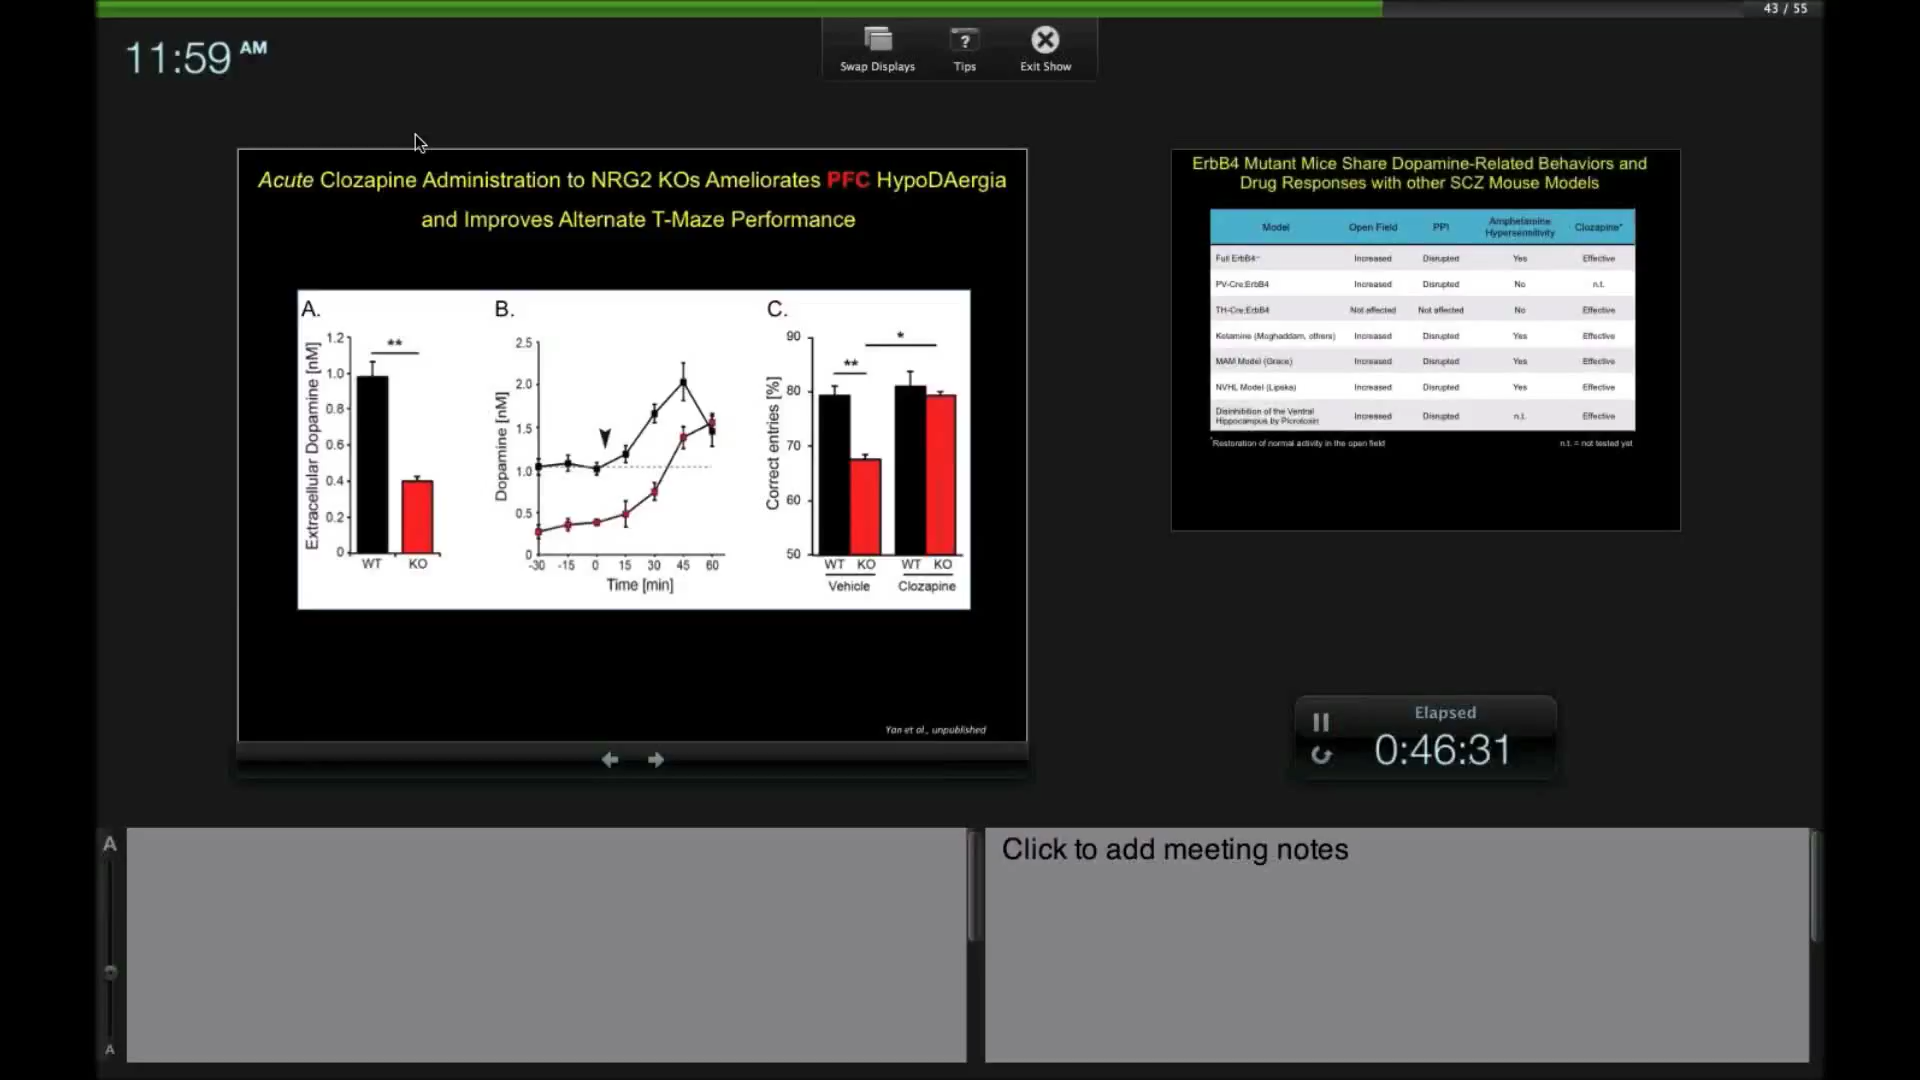 43 / 55
11:59 AM
Swap Displays
Tips
Exit Show
Acute Clozapine Administration to NRG2 KOs Ameliorates PFC HypoDAergia
and Improves Alternate T-Maze Performance
A.
Extracellular Dopamine [nM]
1.2
1.0
0.8
0.6
0.4
0.2
0
**
WT KO
B.
Dopamine [nM]
2.5
2.0
1.5
1.0
0.5
0
-30 -15 0 15 30 45 60
Time [min]
C.
Correct entries [%]
90
80
70
60
50
** *
WT KO WT KO
Vehicle Clozapine
Yan et al., unpublished
ErbB4 Mutant Mice Share Dopamine-Related Behaviors and
Drug Responses with other SCZ Mouse Models
Model Open Field PPI Amphetamine Hypersensitivity Clozapine*
Full ErbB4-/- Increased Disrupted Yes Effective
PV-Cre;ErbB4 Increased Disrupted No n.t.
TH-Cre;ErbB4 Not affected Not affected No Effective
Ketamine (Moghaddam, others) Increased Disrupted Yes Effective
MAM Model (Grace) Increased Disrupted Yes Effective
NVHL Model (Lipska) Increased Disrupted Yes Effective
Disinhibition of the Ventral Hippocampus by Picrotoxin Increased Disrupted n.t. Effective
*Restoration of normal activity in the open field
n.t. = not tested yet
Elapsed
0:46:31
A
A
Click to add meeting notes